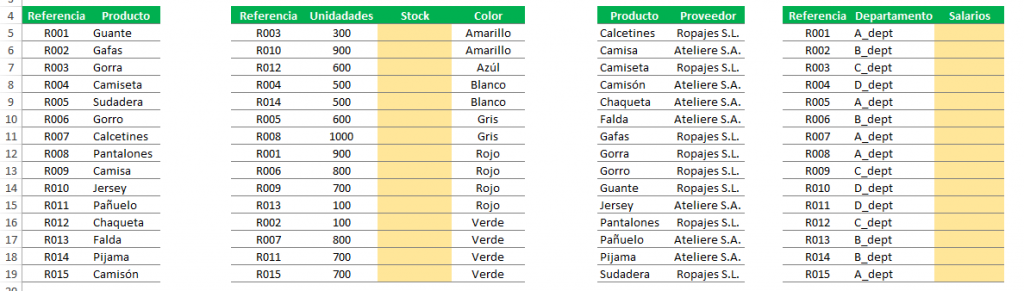 4 Referencia Producto Referencia Unidadades Stock Color Producto Proveedor Referencia Departamento Salarios
5 R001 Guante R003 300 Amarillo Calcetines Ropajes S.L. R001 A_dept
6 R002 Gafas R010 900 Amarillo Camisa Ateliere S.A. R002 B_dept
7 R003 Gorra R012 600 Azúl Camiseta Ropajes S.L. R003 C_dept
8 R004 Camiseta R004 500 Blanco Camisón Ateliere S.A. R004 D_dept
9 R005 Sudadera R014 500 Blanco Chaqueta Ateliere S.A. R005 A_dept
10 R006 Gorro R005 600 Gris Falda Ateliere S.A. R006 B_dept
11 R007 Calcetines R008 1000 Gris Gafas Ropajes S.L. R007 A_dept
12 R008 Pantalones R001 900 Rojo Gorra Ropajes S.L. R008 A_dept
13 R009 Camisa R006 800 Rojo Gorro Ropajes S.L. R009 C_dept
14 R010 Jersey R009 700 Rojo Guante Ropajes S.L. R010 D_dept
15 R011 Pañuelo R013 100 Rojo Jersey Ateliere S.A. R011 D_dept
16 R012 Chaqueta R002 100 Verde Pantalones Ropajes S.L. R012 C_dept
17 R013 Falda R007 800 Verde Pañuelo Ateliere S.A. R013 B_dept
18 R014 Pijama R011 700 Verde Pijama Ateliere S.A. R014 B_dept
19 R015 Camisón R015 700 Verde Sudadera Ropajes S.L. R015 A_dept